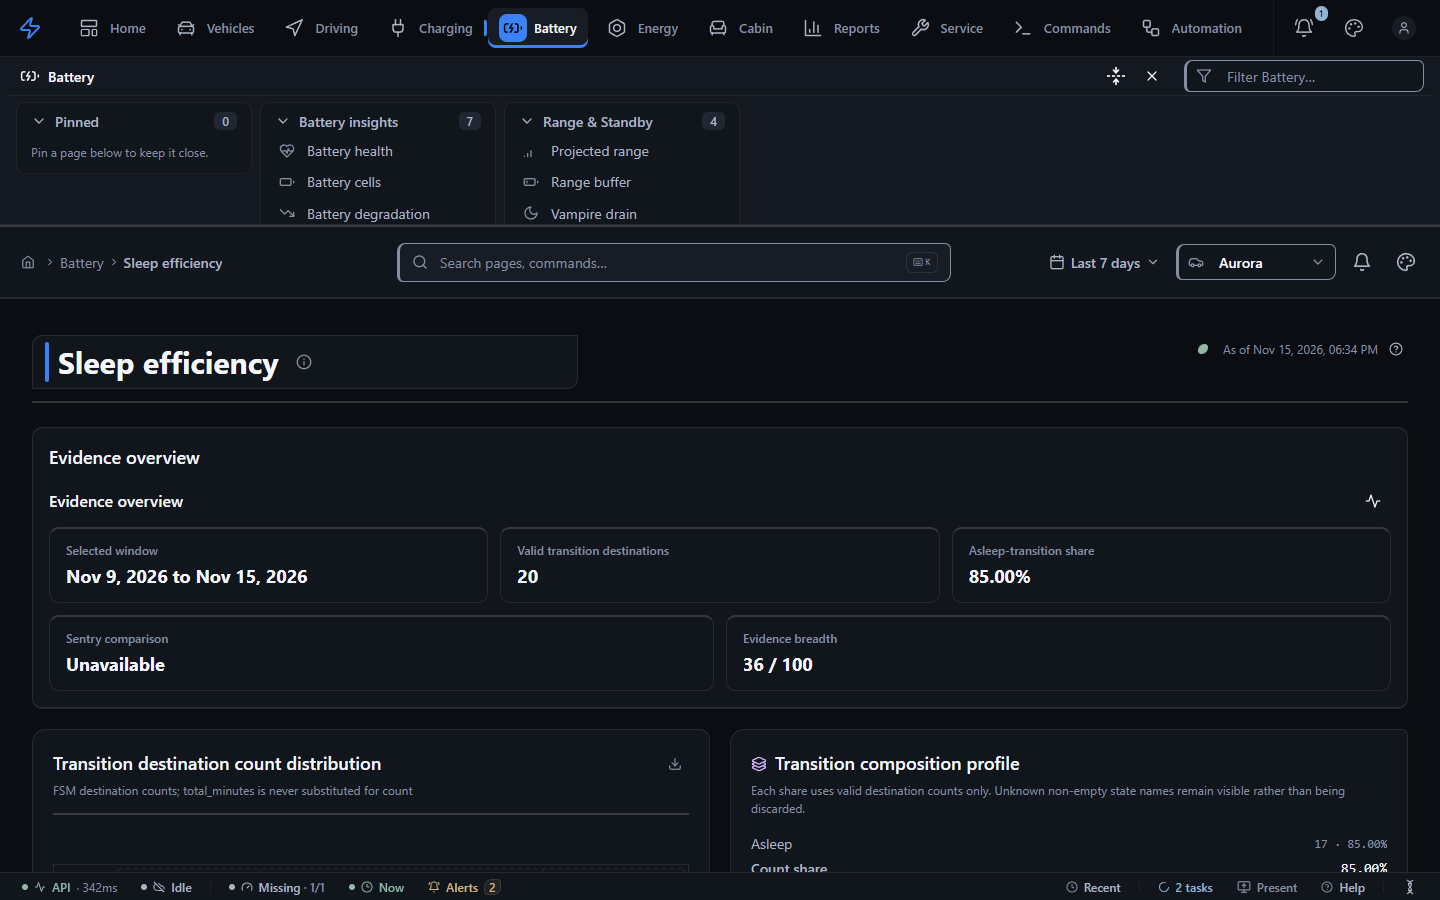 Home Vehicles Driving Charging Battery Energy Cabin Reports Service Commands Automation 1
Battery
Filter Battery...
Pinned 0
Pin a page below to keep it close.
Battery insights 7
Battery health
Battery cells
Battery degradation
Range & Standby 4
Projected range
Range buffer
Vampire drain
Battery Sleep efficiency
Search pages, commands... K
Last 7 days
Aurora
Sleep efficiency
As of Nov 15, 2026, 06:34 PM
Evidence overview
Evidence overview
Selected window
Nov 9, 2026 to Nov 15, 2026
Valid transition destinations
20
Asleep-transition share
85.00%
Sentry comparison
Unavailable
Evidence breadth
36 / 100
Transition destination count distribution
FSM destination counts; total_minutes is never substituted for count
Transition composition profile
Each share uses valid destination counts only. Unknown non-empty state names remain visible rather than being
discarded.
Asleep 17 · 85.00%
Count share 85.00%
API · 342ms Idle Missing · 1/1 Now Alerts 2 Recent 2 tasks Present Help